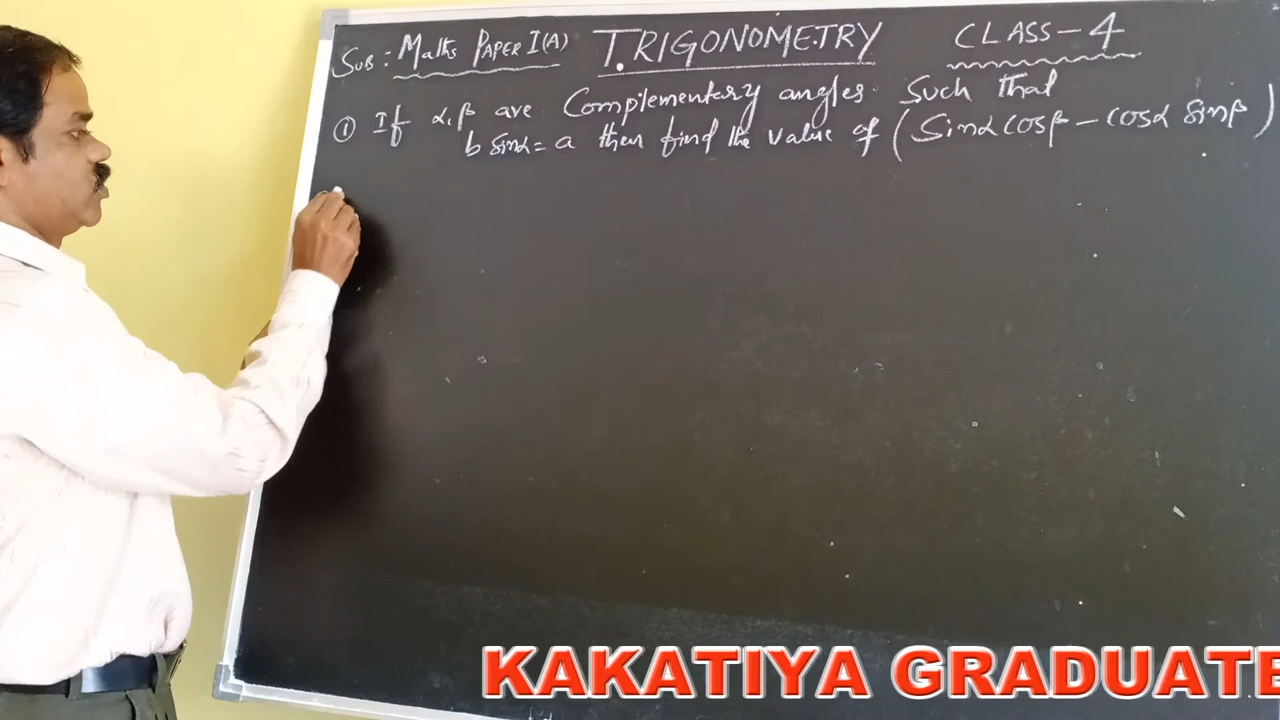 SUB: Maths PAPER I(A) TRIGONOMETRY CLASS-4
① If α, β are Complementery angles Such that
b sinα = a then find the value of (Sinα cosβ - cosα sinβ)
KAKATIYA GRADUATE